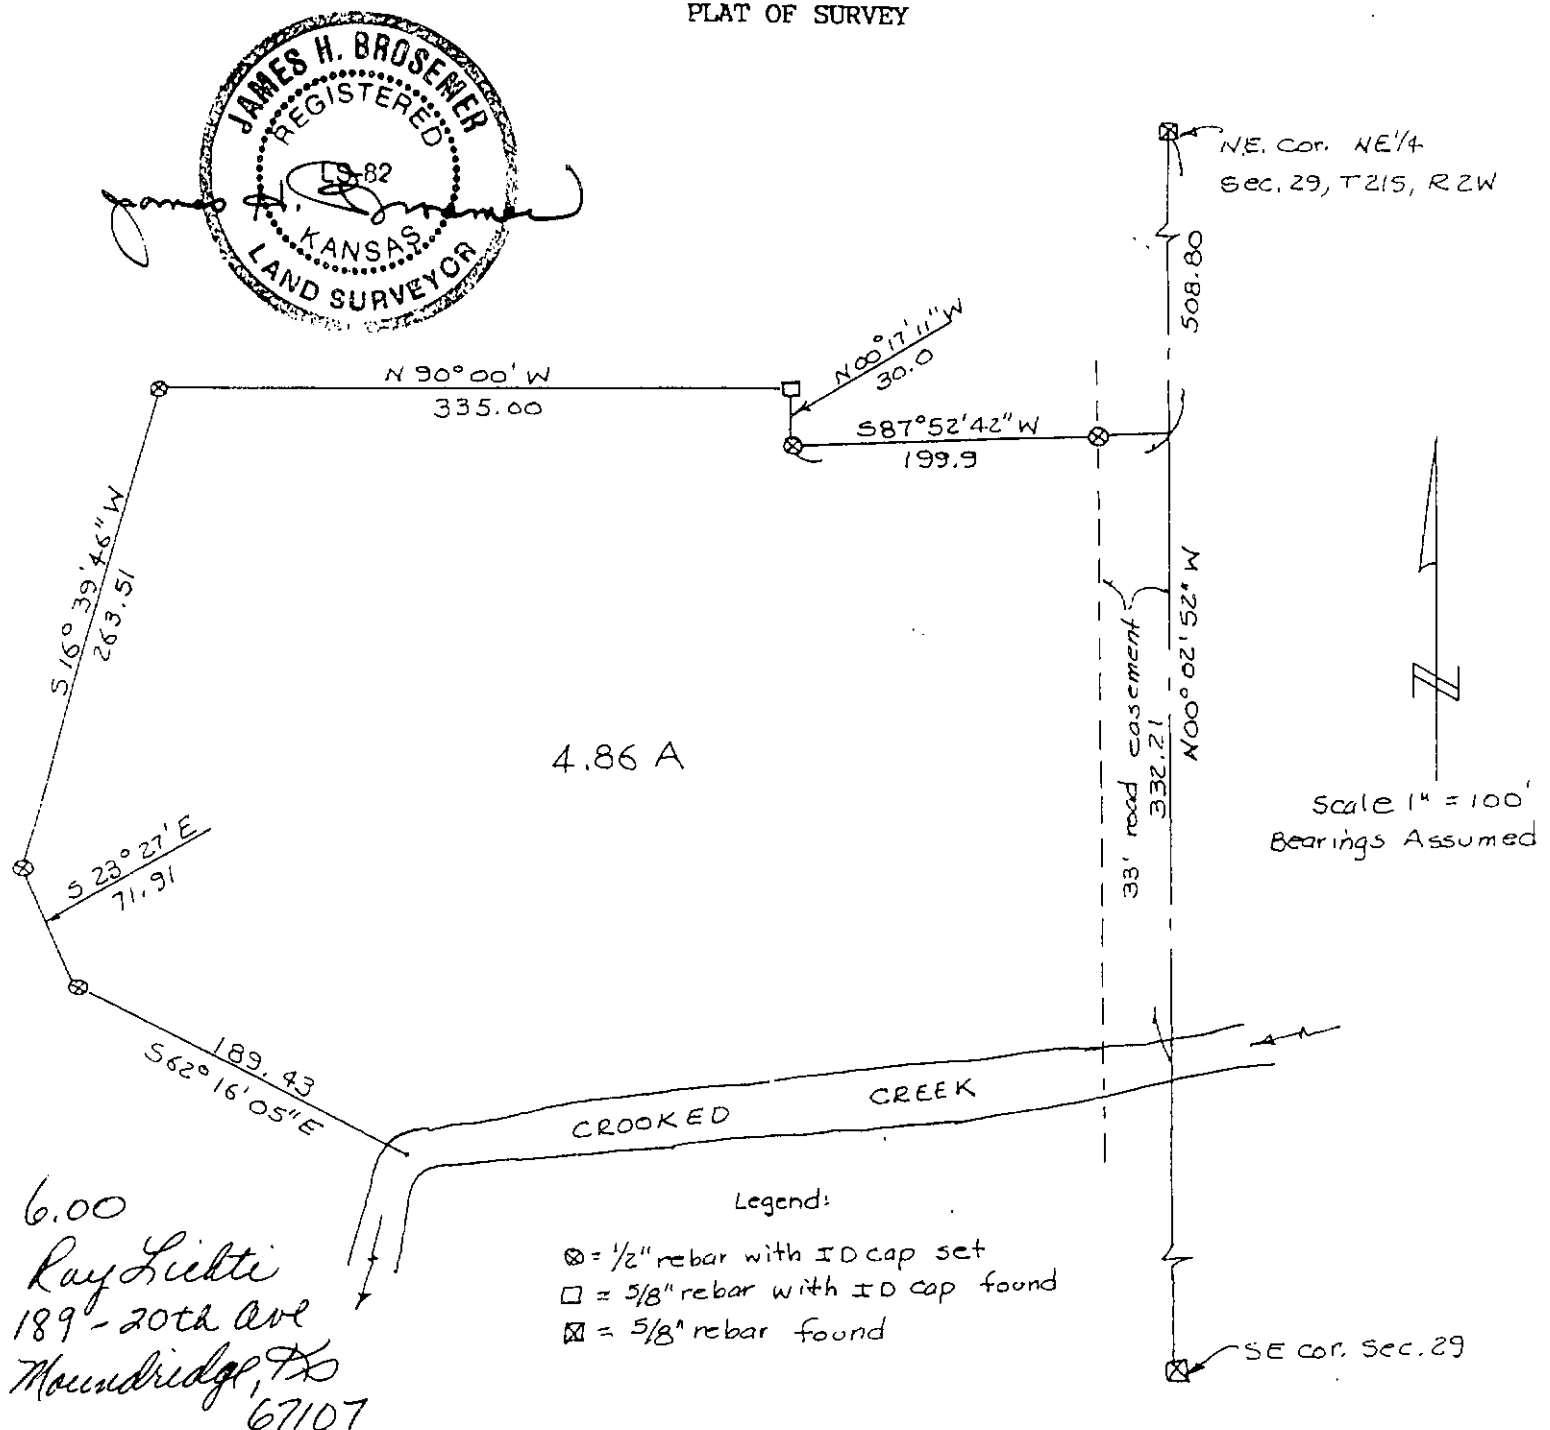 PLAT OF SURVEY
JAMES H. BROSEMER
REGISTERED
LS-82
James H. Brosemer
KANSAS
LAND SURVEYOR
N.E. Cor. NE1/4
Sec. 29, T21S, R2W
508.80
N00°17'11"W
30.0
N 90°00' W
335.00
S87°52'42" W
199.9
S 16° 39' 46" W
263.51
N00° 02' 52" W
33' road easement
332.21
4.86 A
N
Scale 1" = 100'
Bearings Assumed
S 23° 27' E
71.91
189.43
S62° 16' 05" E
CROOKED CREEK
6.00
Ray Lichti
189 - 20th Ave
Moundridge, Ks
67107
Legend:
= 1/2" rebar with ID cap set
= 5/8" rebar with ID cap found
= 5/8" rebar found
SE Cor. Sec. 29